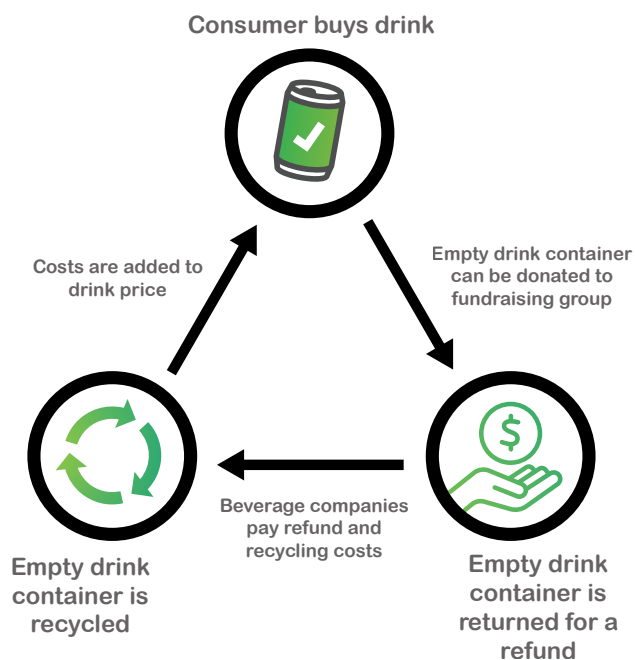 Consumer buys drink
Costs are added to
drink price
Empty drink container
can be donated to
fundraising group
$
Beverage companies
pay refund and
recycling costs
Empty drink
container is
recycled
Empty drink
container is
returned for a
refund